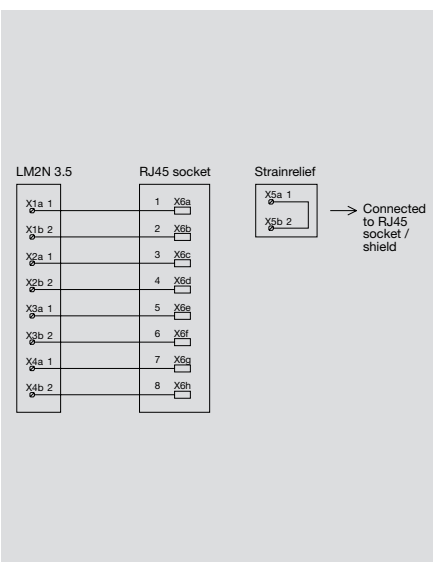 LM2N 3.5 RJ45 socket Strainrelief
X1a 1 1 X6a X5a 1
X1b 2 2 X6b X5b 2
X2a 1 3 X6c
X2b 2 4 X6d
X3a 1 5 X6e
X3b 2 6 X6f
X4a 1 7 X6g
X4b 2 8 X6h
Connected
to RJ45
socket /
shield